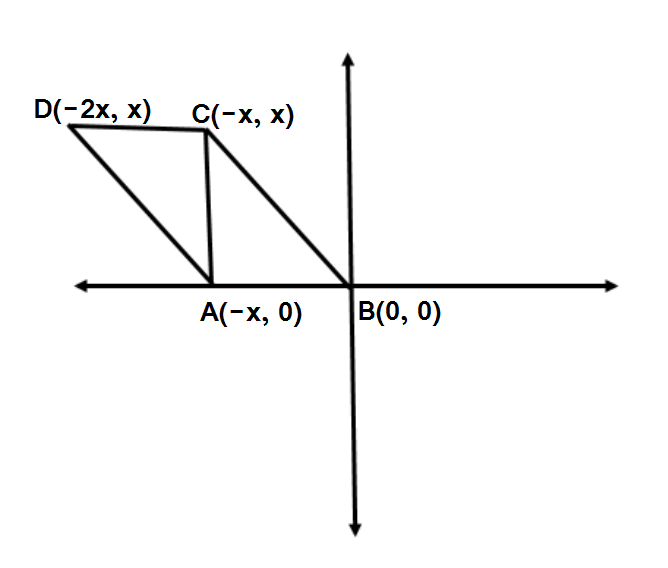 D(−2x, x)
C(−x, x)
A(−x, 0)
B(0, 0)